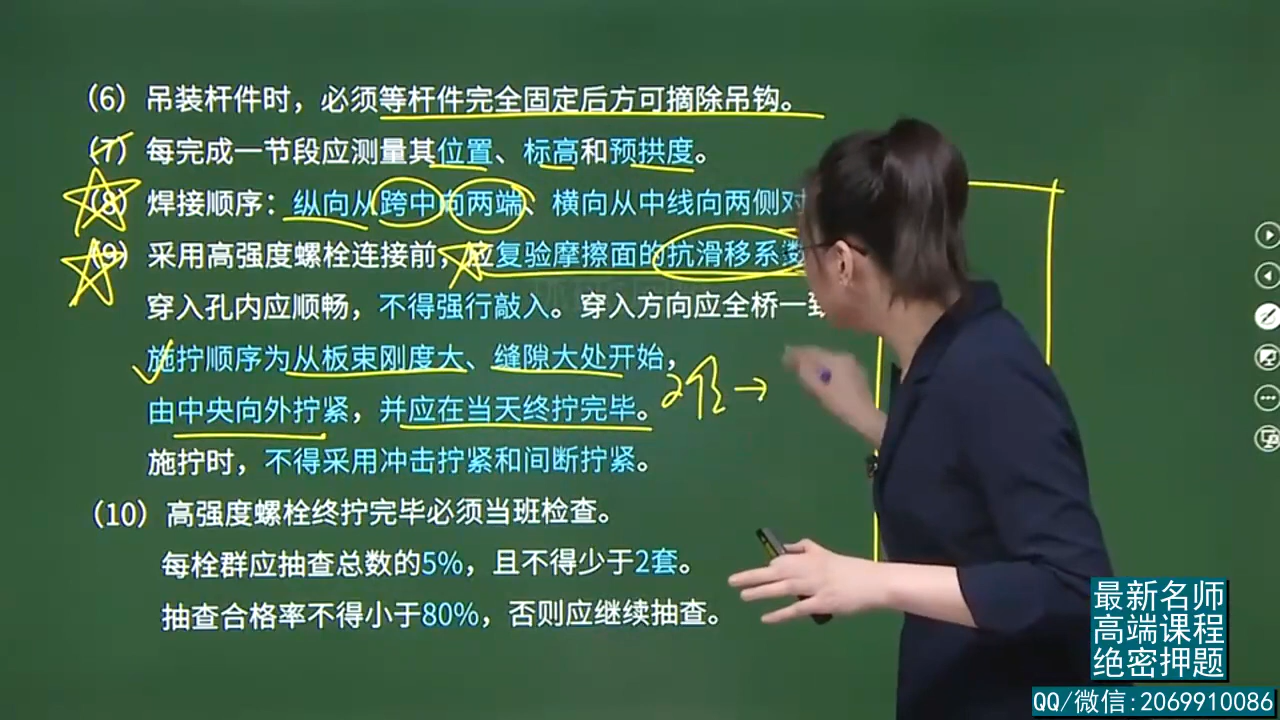 (6) 吊装杆件时，必须等杆件完全固定后方可摘除吊钩。
(7) 每完成一节段应测量其位置、标高和预拱度。
(8) 焊接顺序：纵向从跨中向两端、横向从中线向两侧对
(9) 采用高强度螺栓连接前，应复验摩擦面的抗滑移系数
穿入孔内应顺畅，不得强行敲入。穿入方向应全桥一致
施拧顺序为从板束刚度大、缝隙大处开始，
由中央向外拧紧，并应在当天终拧完毕。
施拧时，不得采用冲击拧紧和间断拧紧。
(10) 高强度螺栓终拧完毕必须当班检查。
每栓群应抽查总数的5%，且不得少于2套。
抽查合格率不得小于80%，否则应继续抽查。
最新名师
高端课程
绝密押题
QQ/微信:2069910086